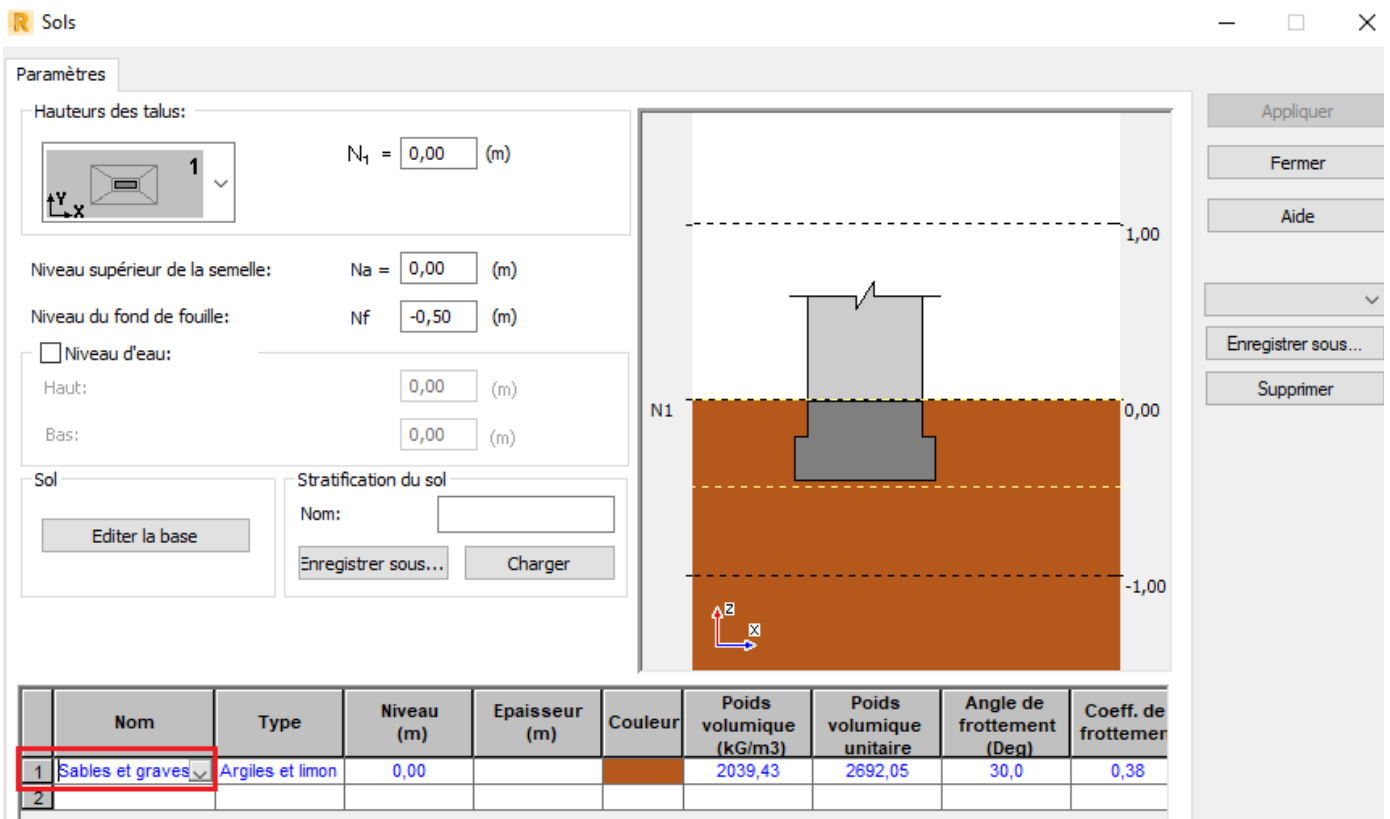 Sols
Paramètres
Hauteurs des talus:
1
Y
X
N1 = 0,00 (m)
Niveau supérieur de la semelle: Na = 0,00 (m)
Niveau du fond de fouille: Nf -0,50 (m)
Niveau d'eau:
Haut: 0,00 (m)
Bas: 0,00 (m)
Sol
Editer la base
Stratification du sol
Nom:
Enregistrer sous...
Charger
1,00
N1 0,00
-1,00
Z
X
Appliquer
Fermer
Aide
Enregistrer sous...
Supprimer
Nom Type Niveau (m) Epaisseur (m) Couleur Poids volumique (kG/m3) Poids volumique unitaire Angle de frottement (Deg) Coeff. de frottemen
1 Sables et graves Argiles et limon 0,00 2039,43 2692,05 30,0 0,38
2